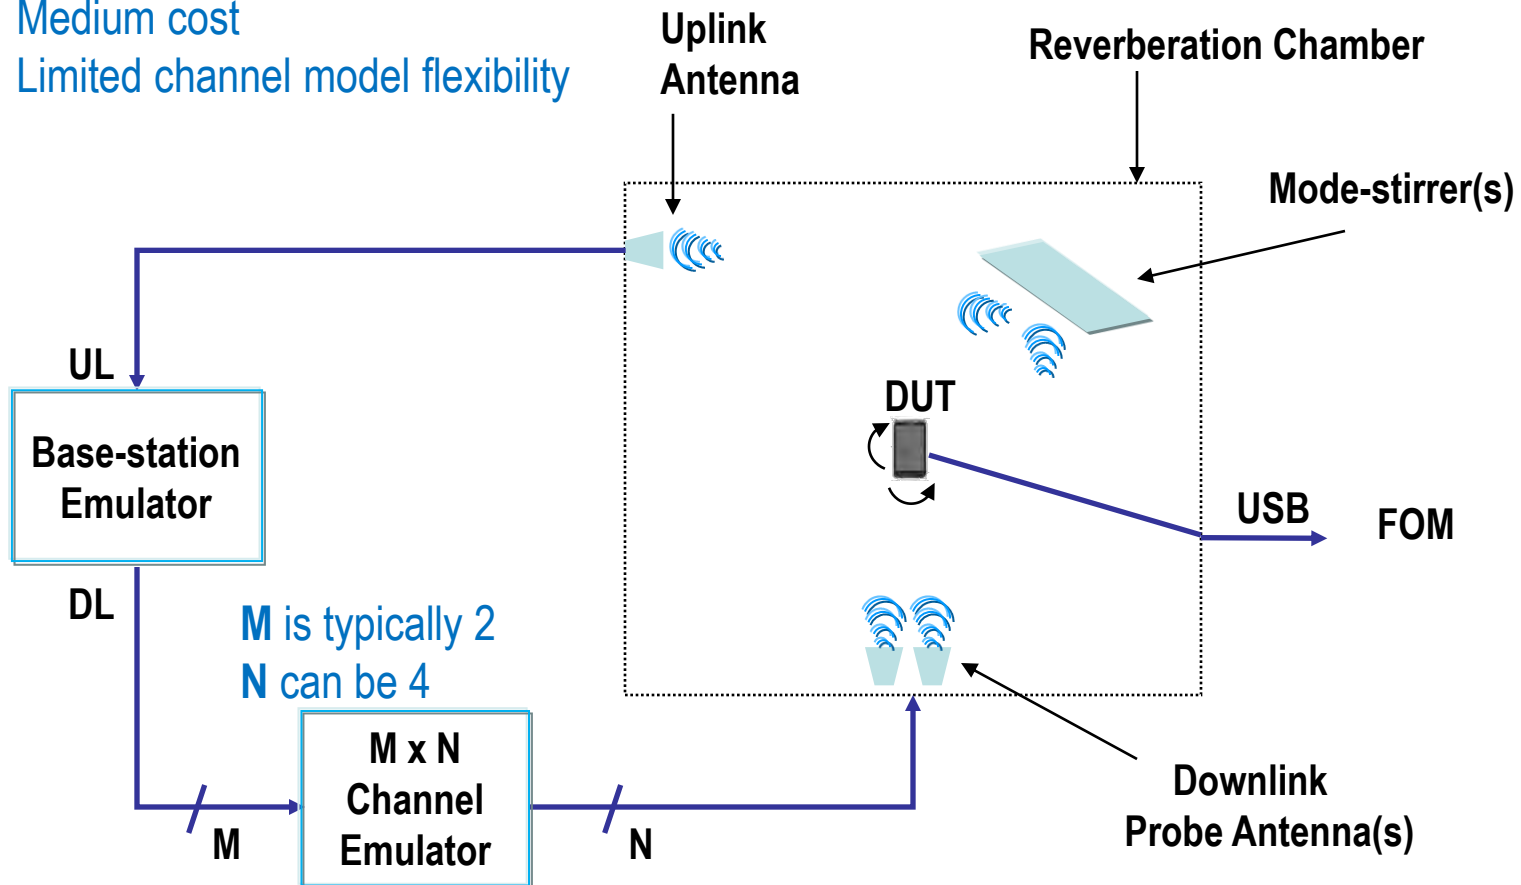 Medium cost
Limited channel model flexibility
Uplink
Antenna
Reverberation Chamber
Mode-stirrer(s)
UL
DUT
Base-station
Emulator
USB
FOM
DL
M is typically 2
N can be 4
M x N
Channel
Emulator
M
N
Downlink
Probe Antenna(s)